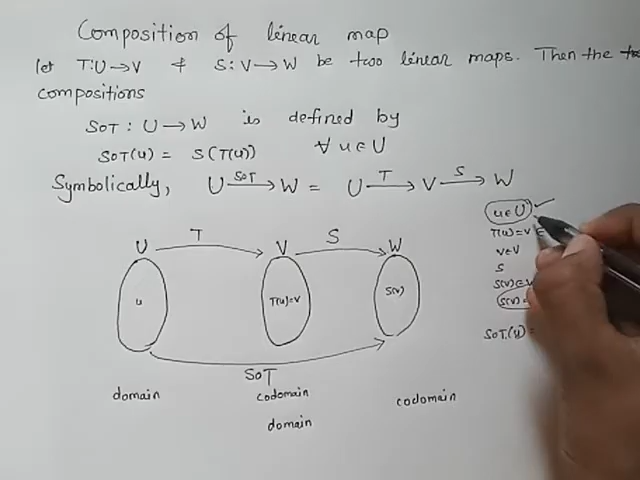 Composition of linear map
let T:U→V & S:V→W be two linear maps. Then the
compositions
SoT : U → W is defined by
SoT(u) = S(T(u)) ∀ u∈U
Symbolically, U —SoT→ W = U —T→ V —S→ W
u∈U
T(u)=V∈
v∈V
S
S(v)∈
S(v)=
SoT(u)=
U T V S W
u T(u)=v S(v)
SoT
domain codomain codomain
domain